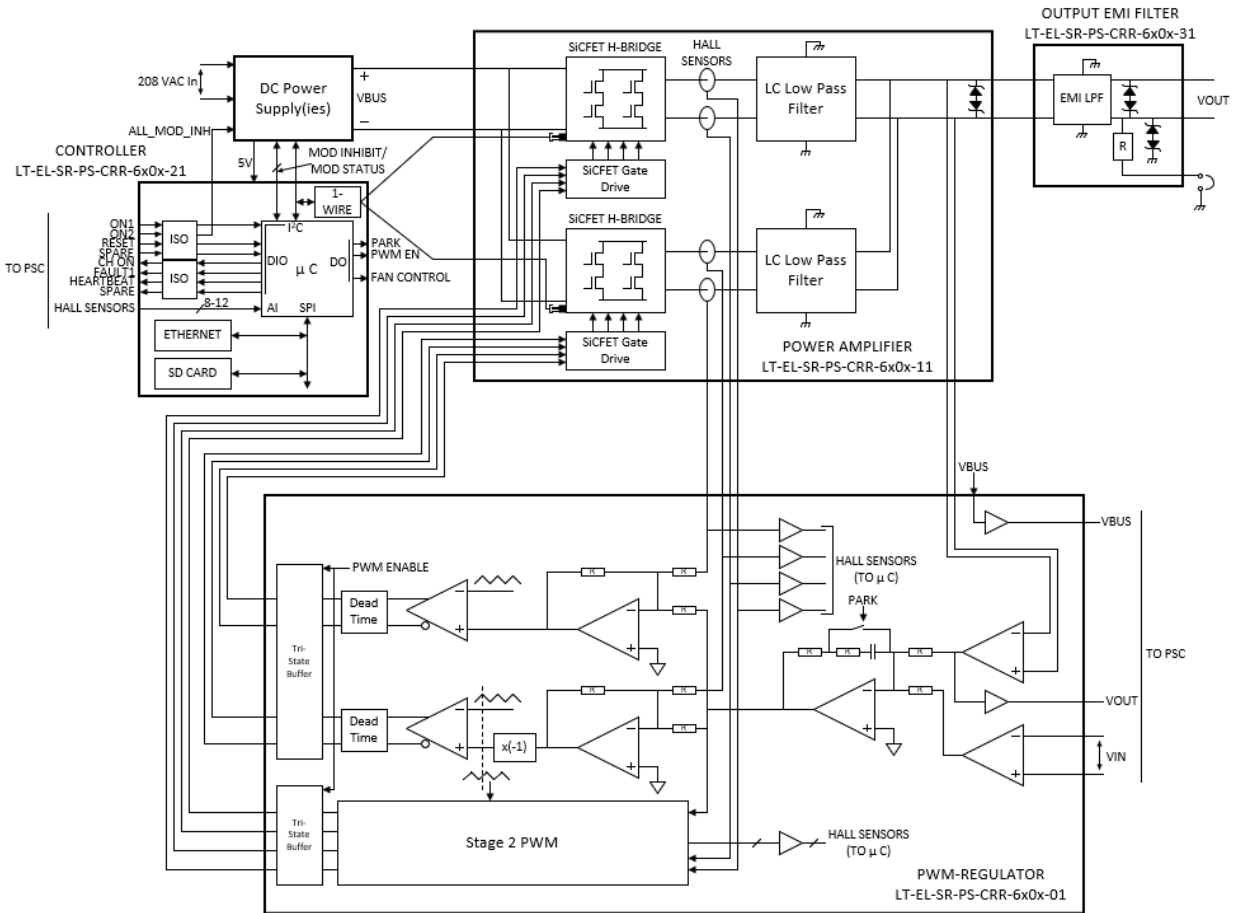 OUTPUT EMI FILTER
LT-EL-SR-PS-CRR-6x0x-31
SiCFET H-BRIDGE
HALL
SENSORS
208 VAC In
DC Power
Supply(ies)
+
VBUS
−
LC Low Pass
Filter
EMI LPF
VOUT
R
ALL_MOD_INH
CONTROLLER
LT-EL-SR-PS-CRR-6x0x-21
5V
MOD INHIBIT/
MOD STATUS
SiCFET Gate
Drive
1-
WIRE
SiCFET H-BRIDGE
ON1
ON2
RESET
SPARE
CH ON
FAULT1
HEARTBEAT
SPARE
TO PSC
ISO
ISO
I²C
DIO
µ C
DO
AI
SPI
PARK
PWM EN
FAN CONTROL
HALL SENSORS
8-12
LC Low Pass
Filter
ETHERNET
SD CARD
SiCFET Gate
Drive
POWER AMPLIFIER
LT-EL-SR-PS-CRR-6x0x-11
VBUS
VBUS
PWM ENABLE
HALL SENSORS
(TO µ C)
PARK
Tri-
State
Buffer
Dead
Time
−
+
R
R
R
−
+
R
R
R
R
−
+
−
+
TO PSC
VOUT
Dead
Time
−
+
x(-1)
R
R
R
−
+
−
+
VIN
Tri-
State
Buffer
Stage 2 PWM
HALL SENSORS
(TO µ C)
PWM-REGULATOR
LT-EL-SR-PS-CRR-6x0x-01